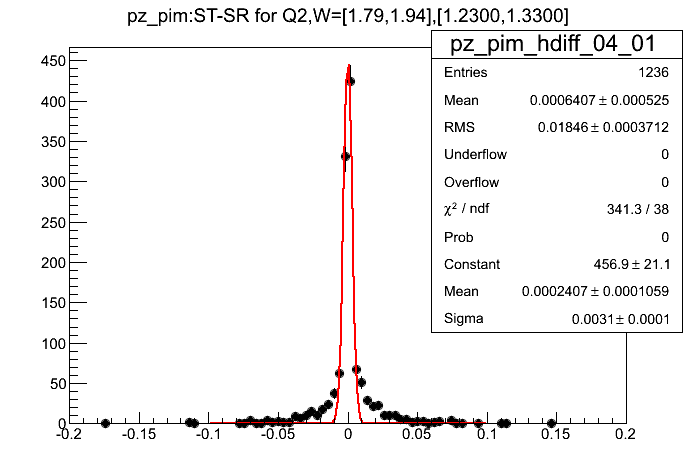 pz_pim:ST-SR for Q2,W=[1.79,1.94],[1.2300,1.3300]
pz_pim_hdiff_04_01
Entries 1236
Mean 0.0006407 ± 0.000525
RMS 0.01846 ± 0.0003712
Underflow 0
Overflow 0
χ² / ndf 341.3 / 38
Prob 0
Constant 456.9 ± 21.1
Mean 0.0002407 ± 0.0001059
Sigma 0.0031 ± 0.0001
450
400
350
300
250
200
150
100
50
0
-0.2 -0.15 -0.1 -0.05 0 0.05 0.1 0.15 0.2